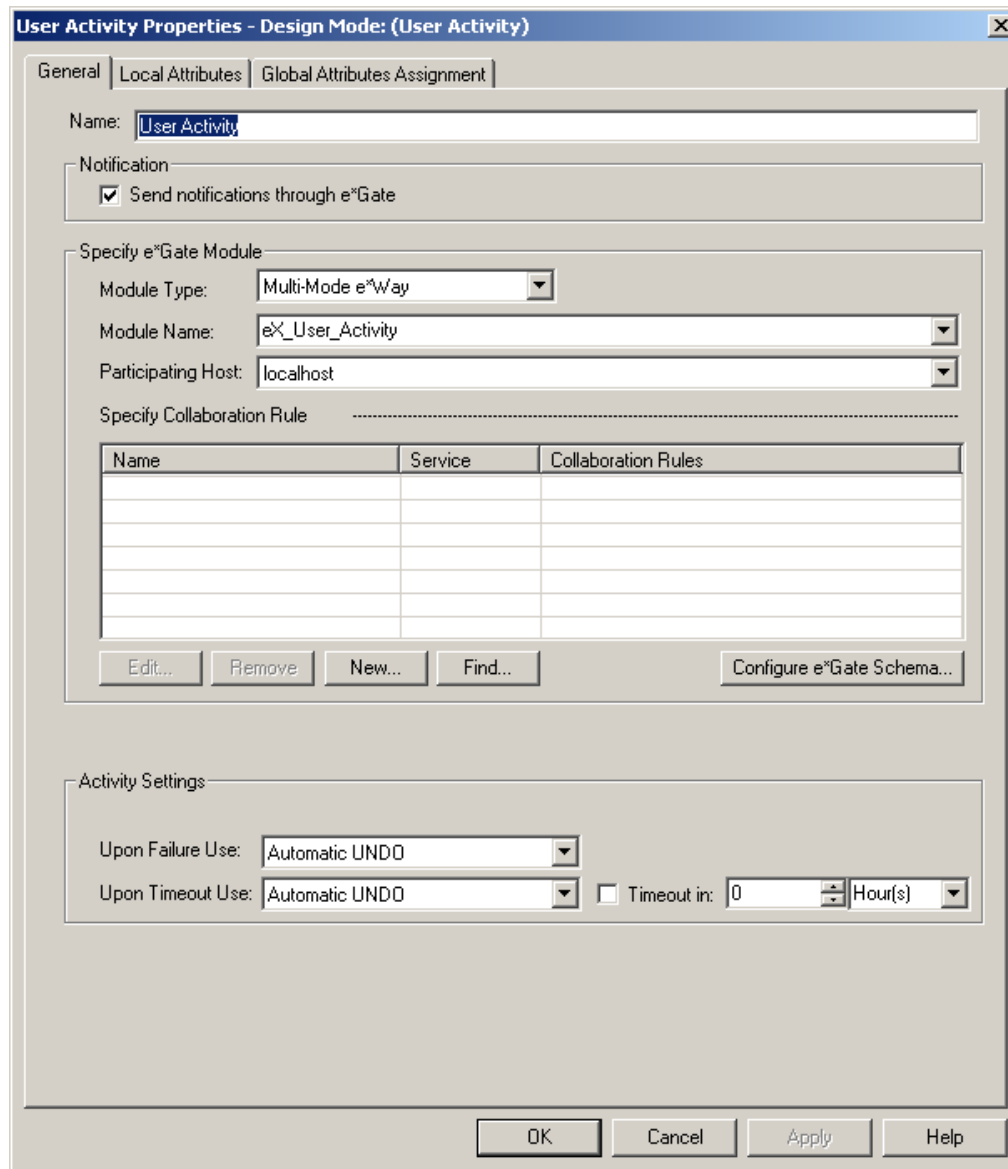 User Activity Properties - Design Mode: (User Activity)
General Local Attributes Global Attributes Assignment
Name: User Activity
Notification
Send notifications through e*Gate
Specify e*Gate Module
Module Type: Multi-Mode e*Way
Module Name: eX_User_Activity
Participating Host: localhost
Specify Collaboration Rule
Name Service Collaboration Rules
Edit... Remove New... Find... Configure e*Gate Schema...
Activity Settings
Upon Failure Use: Automatic UNDO
Upon Timeout Use: Automatic UNDO Timeout in: 0 Hour(s)
OK Cancel Apply Help